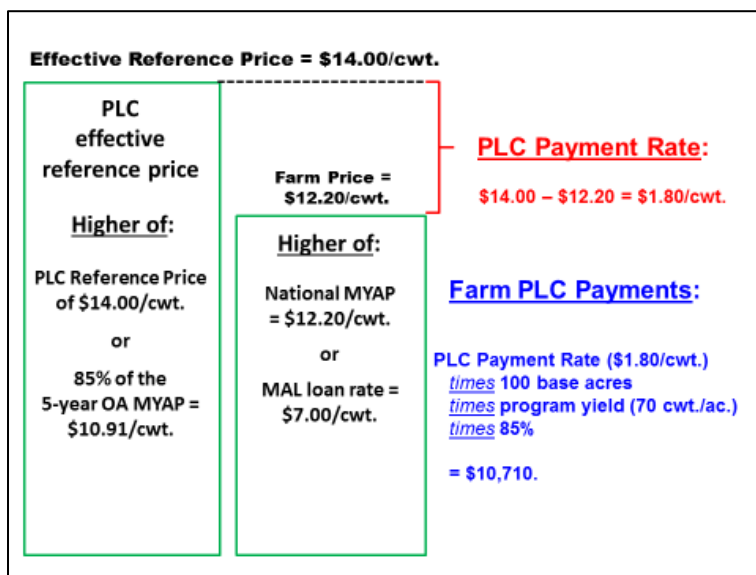 Effective Reference Price = $14.00/cwt.
PLC
effective
reference price
Higher of:
PLC Reference Price
of $14.00/cwt.
or
85% of the
5-year OA MYAP =
$10.91/cwt.
Farm Price =
$12.20/cwt.
Higher of:
National MYAP
= $12.20/cwt.
or
MAL loan rate =
$7.00/cwt.
PLC Payment Rate:
$14.00 – $12.20 = $1.80/cwt.
Farm PLC Payments:
PLC Payment Rate ($1.80/cwt.)
times 100 base acres
times program yield (70 cwt./ac.)
times 85%
= $10,710.